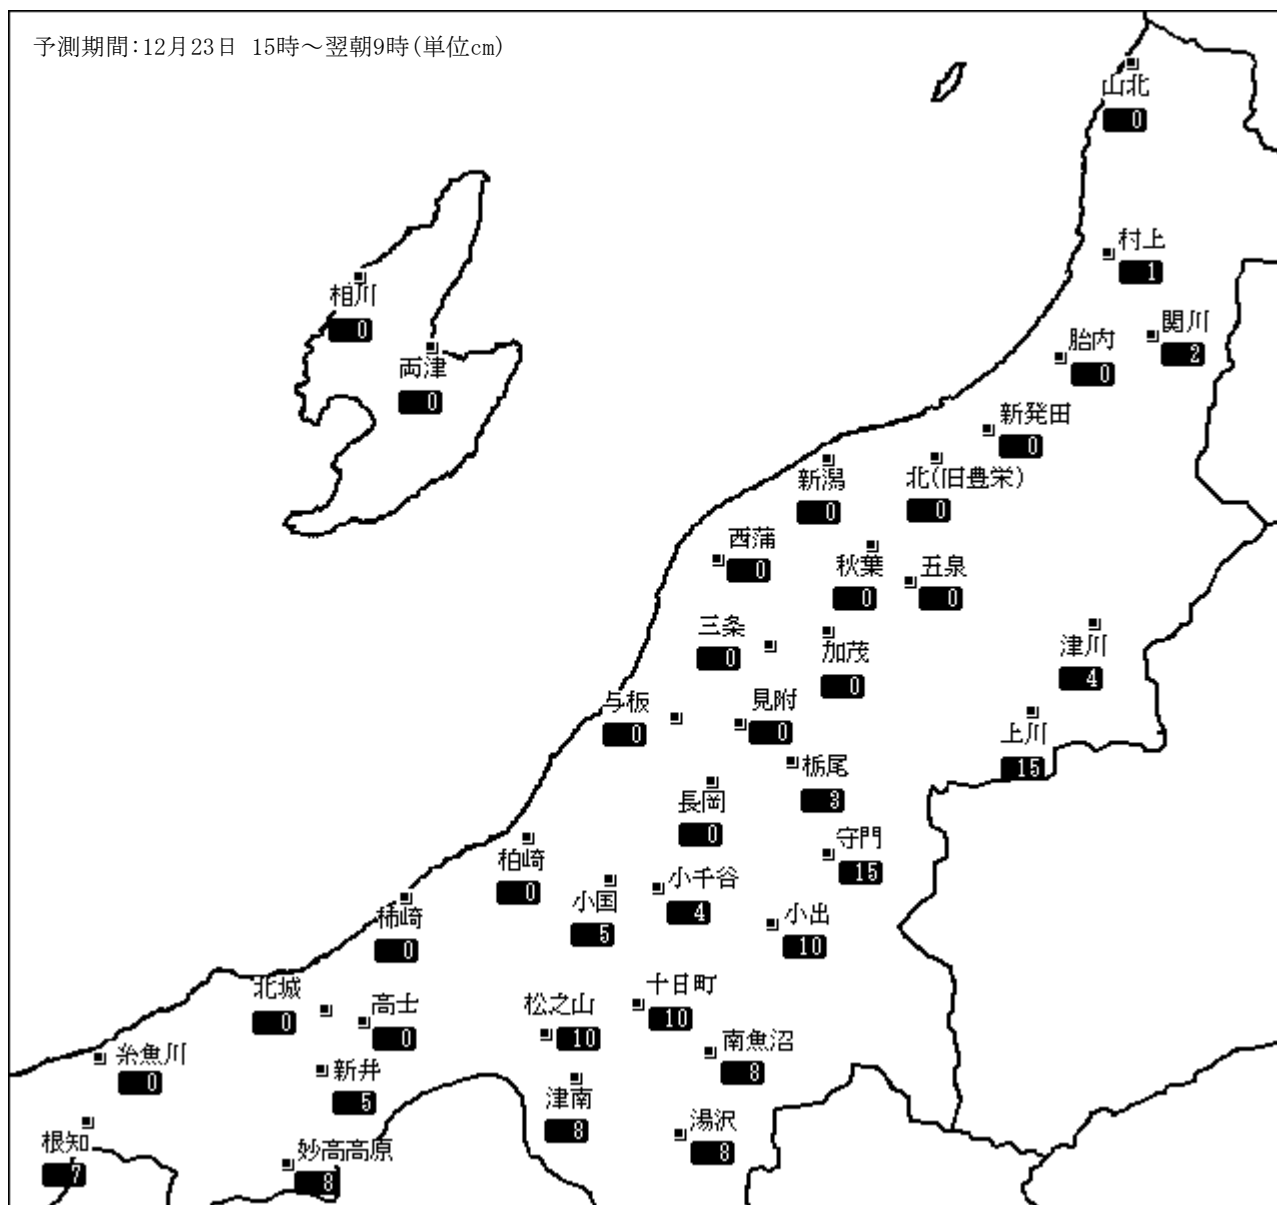 予測期間:12月23日 15時～翌朝9時(単位cm)
山北
0
村上
1
相川
0
関川
2
胎内
0
両津
0
新発田
0
新潟
0
北(旧豊栄)
0
西蒲
0
秋葉
0
五泉
0
三条
0
加茂
0
津川
4
与板
0
見附
0
上川
15
栃尾
3
長岡
0
守門
15
柏崎
0
小千谷
4
小国
5
柿崎
0
小出
10
北城
0
高士
0
松之山
10
十日町
10
南魚沼
8
糸魚川
0
新井
5
津南
8
湯沢
8
根知
7
妙高高原
8